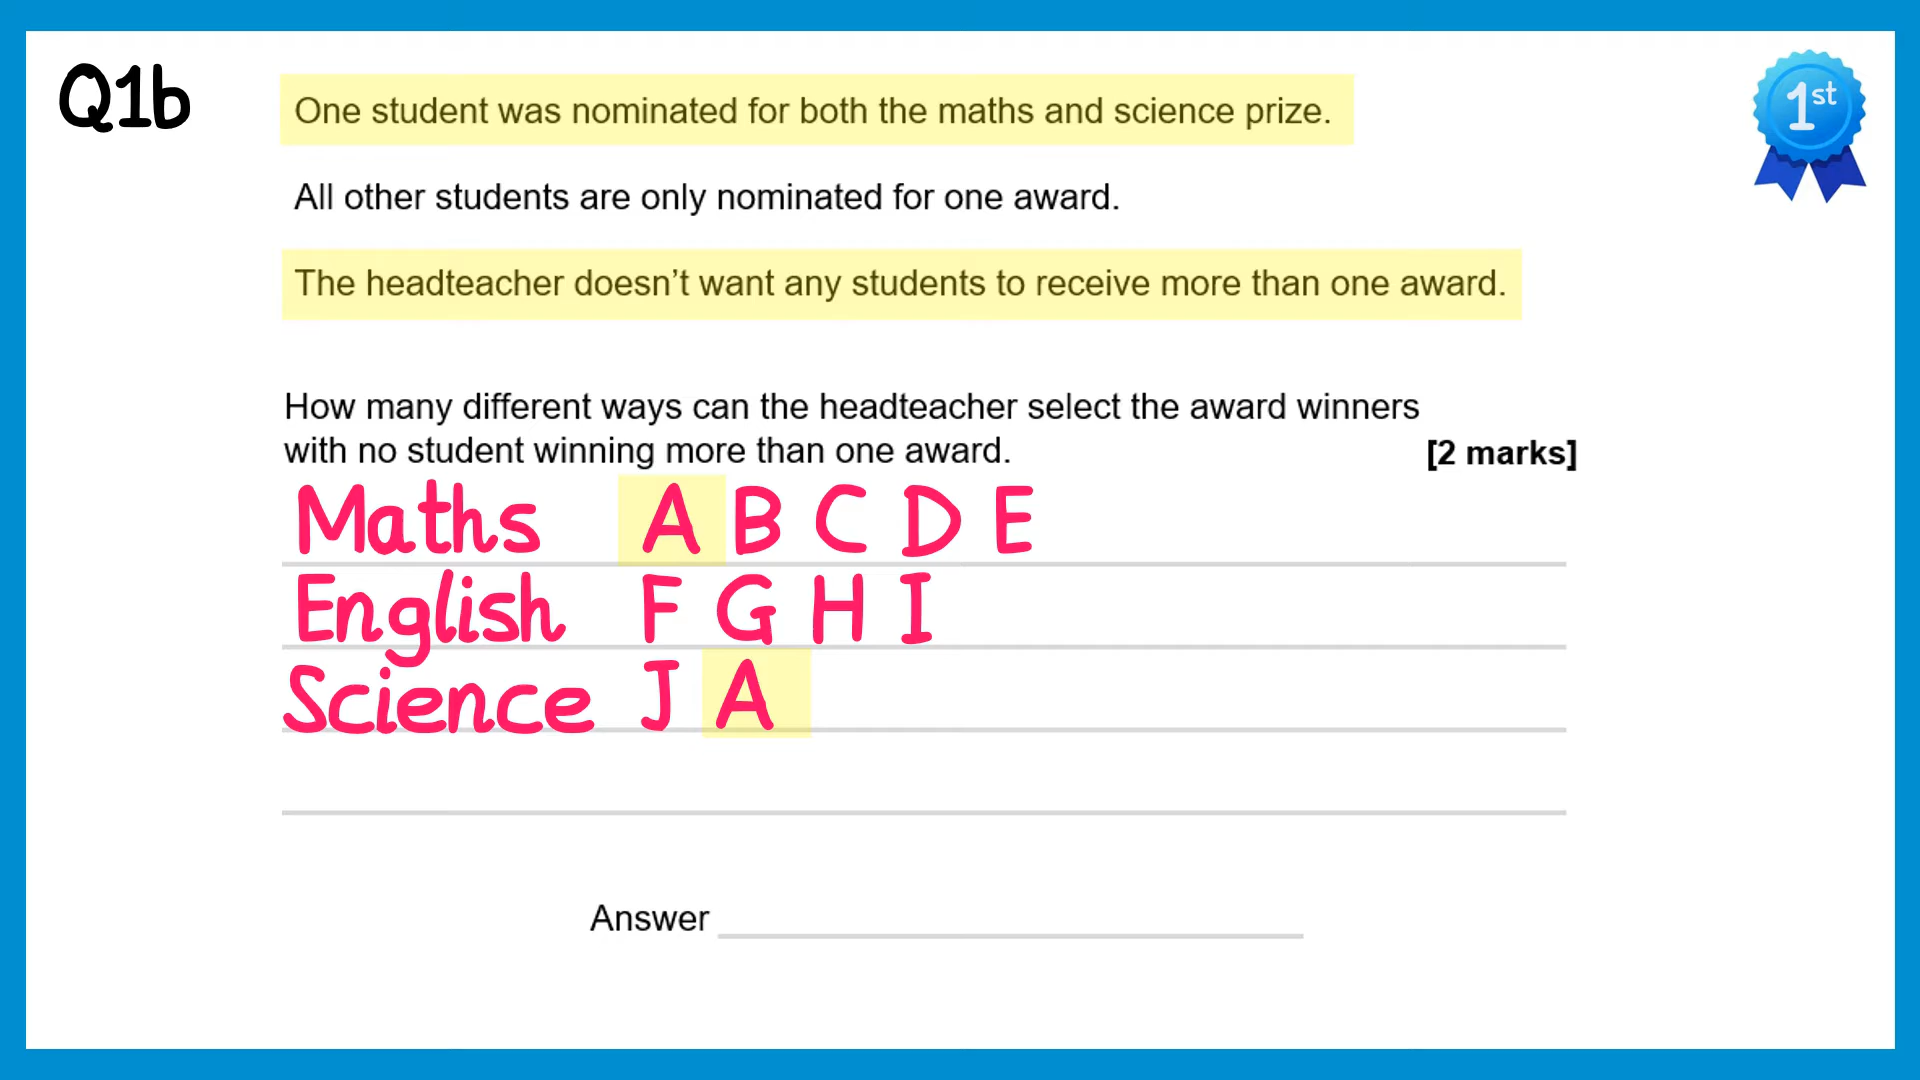 Q1b
One student was nominated for both the maths and science prize.
1st
All other students are only nominated for one award.
The headteacher doesn’t want any students to receive more than one award.
How many different ways can the headteacher select the award winners
with no student winning more than one award.
[2 marks]
Maths A B C D E
English F G H I
Science J A
Answer